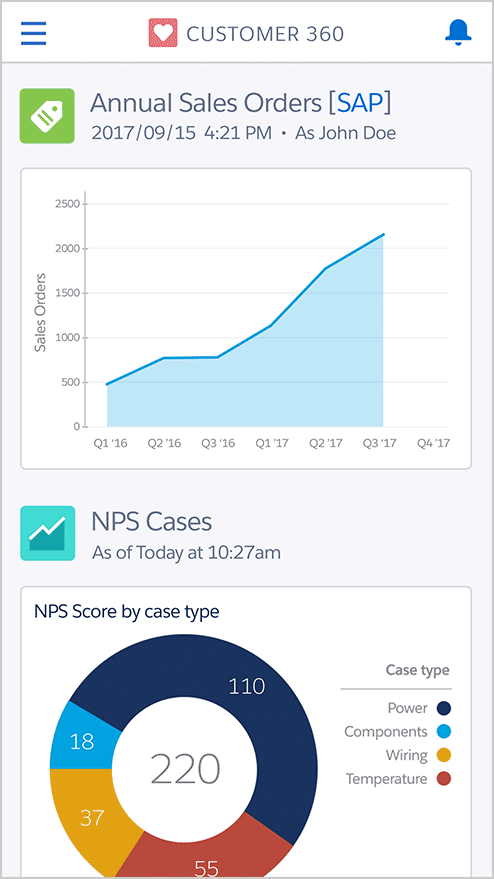 CUSTOMER 360
Annual Sales Orders [SAP]
2017/09/15 4:21 PM • As John Doe
2500
2000
1500
1000
500
0
Sales Orders
Q1 '16 Q2 '16 Q3 '16 Q1 '17 Q2 '17 Q3 '17 Q4 '17
NPS Cases
As of Today at 10:27am
NPS Score by case type
110
18
220
37
55
Case type
Power
Components
Wiring
Temperature